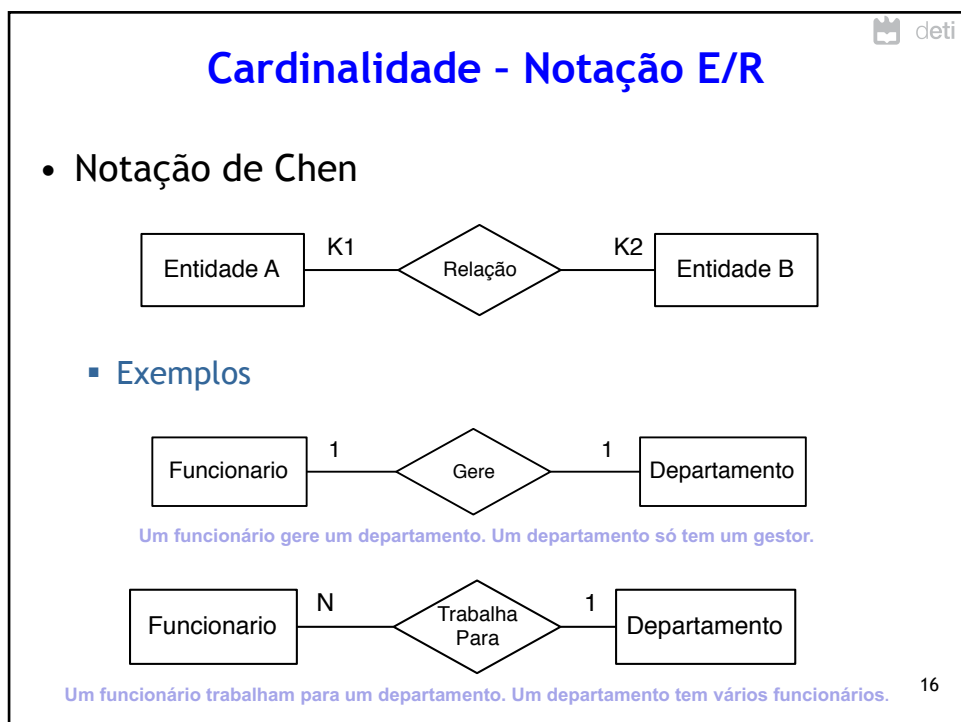 deti
Cardinalidade – Notação E/R
• Notação de Chen
Entidade A K1 Relação K2 Entidade B
▪ Exemplos
Funcionario 1 Gere 1 Departamento
Um funcionário gere um departamento. Um departamento só tem um gestor.
Funcionario N Trabalha Para 1 Departamento
Um funcionário trabalham para um departamento. Um departamento tem vários funcionários.
16